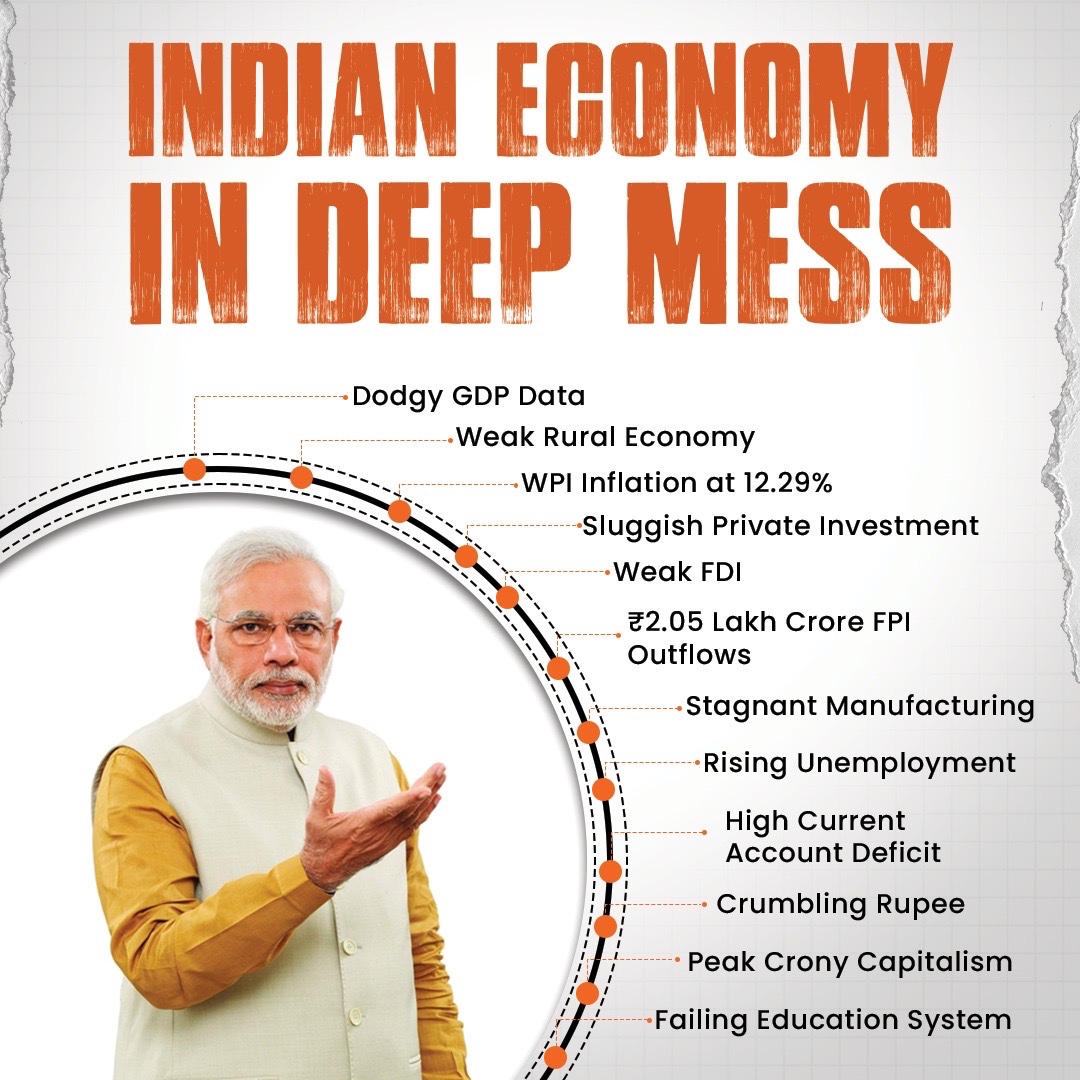 INDIAN ECONOMY
IN DEEP MESS
Dodgy GDP Data
Weak Rural Economy
WPI Inflation at 12.29%
Sluggish Private Investment
Weak FDI
₹2.05 Lakh Crore FPI
Outflows
Stagnant Manufacturing
Rising Unemployment
High Current
Account Deficit
Crumbling Rupee
Peak Crony Capitalism
Failing Education System